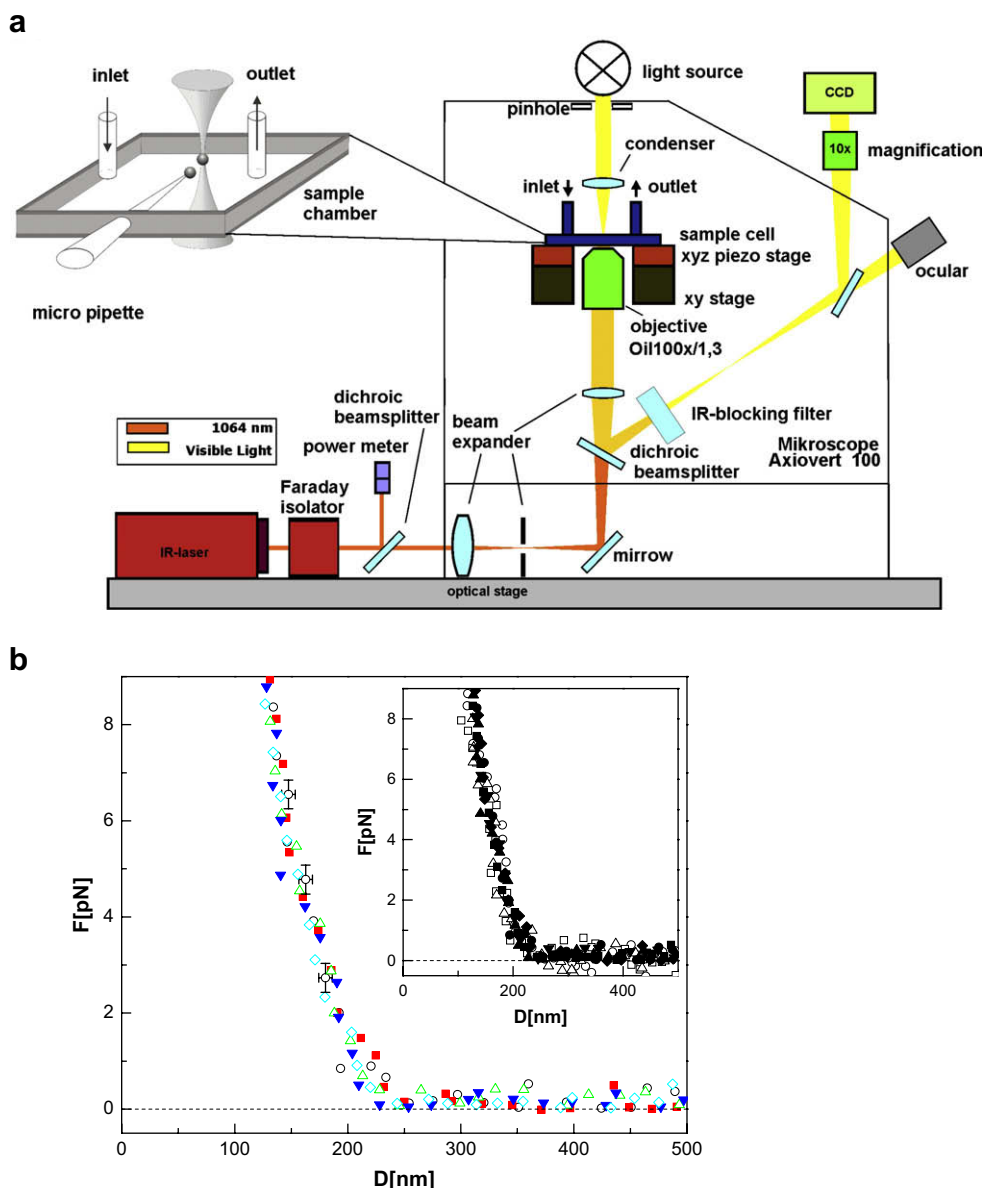 a
inlet
outlet
sample
chamber
micro pipette
light source
pinhole
condenser
inlet
outlet
sample cell
xyz piezo stage
xy stage
objective
Oil100x/1,3
CCD
10x
magnification
ocular
IR-blocking filter
dichroic
beamsplitter
Mikroscope
Axiovert 100
1064 nm
Visible Light
dichroic
beamsplitter
power meter
beam
expander
Faraday
isolator
IR-laser
mirrow
optical stage
b
F[pN]
8
6
4
2
0
0
100
200
300
400
500
D[nm]
F[pN]
8
6
4
2
0
0
200
400
D[nm]